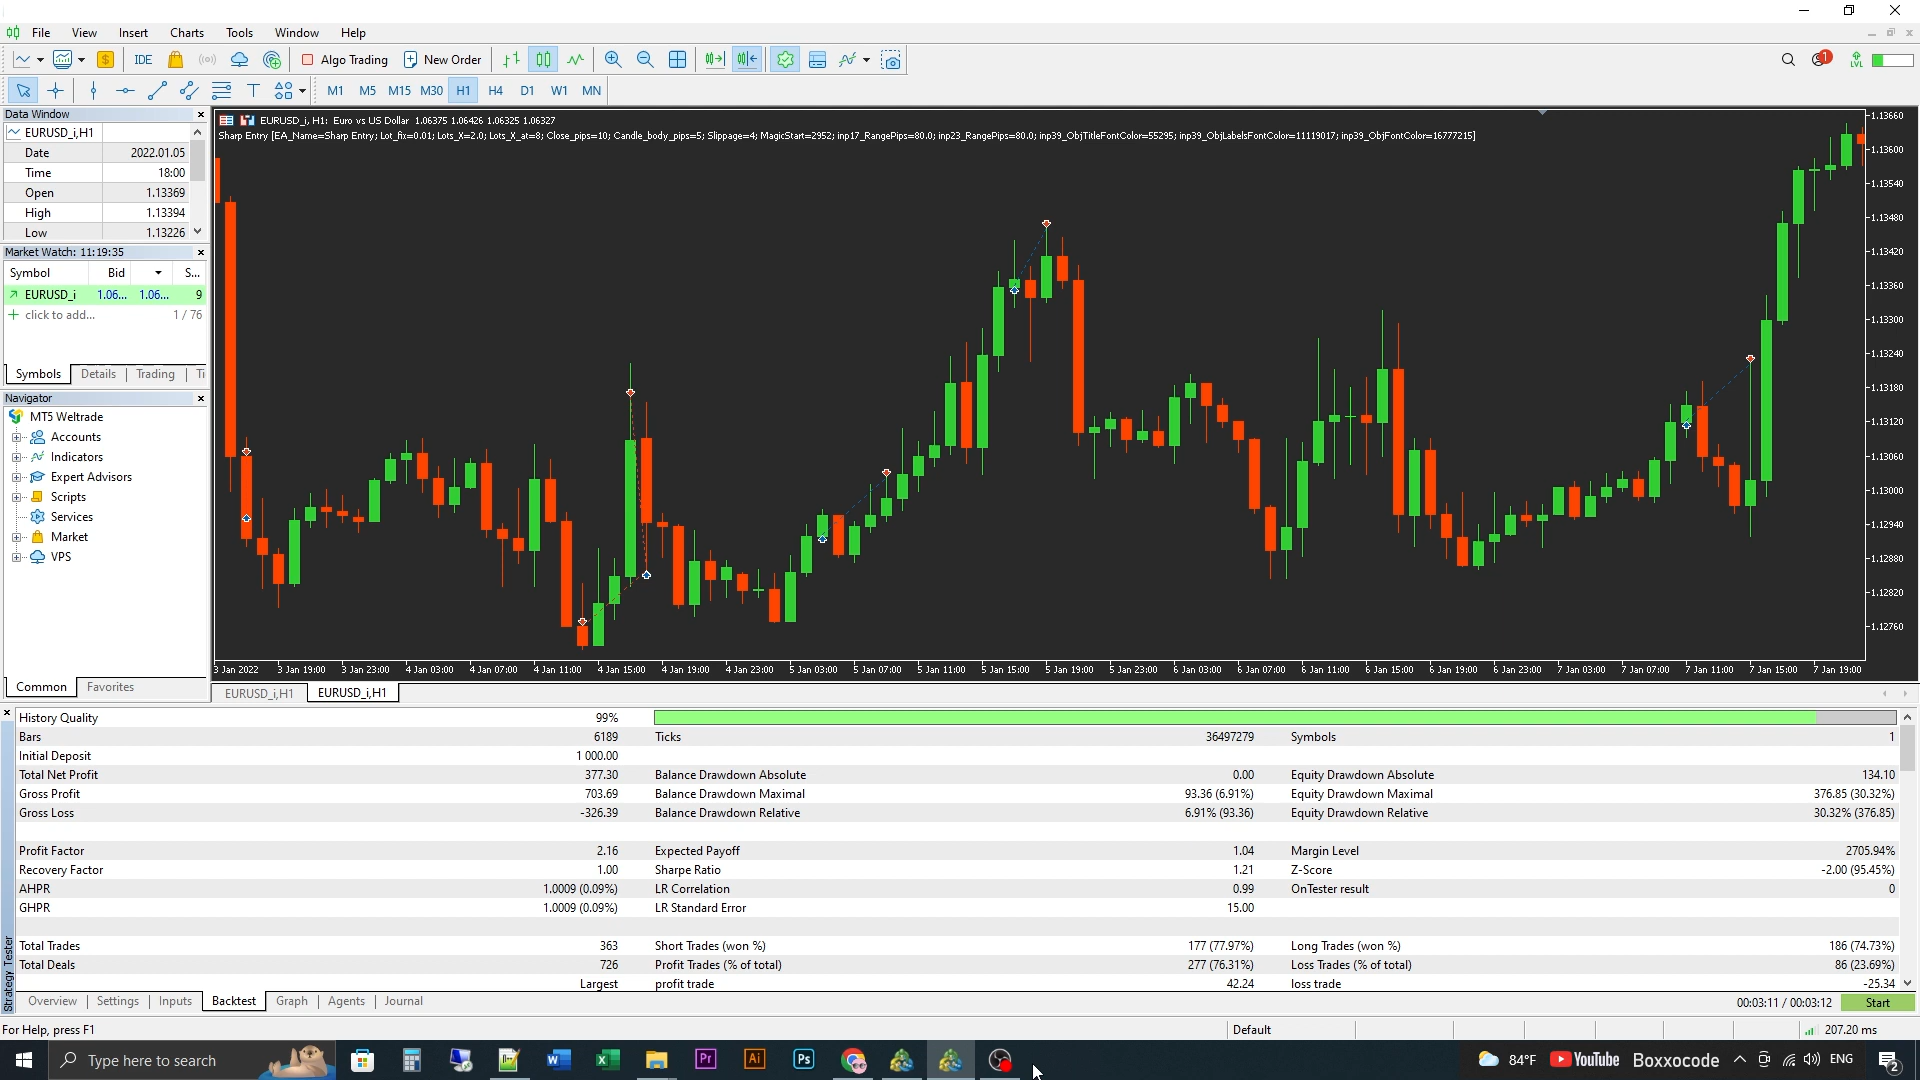 File View Insert Charts Tools Window Help
IDE Algo Trading New Order 1 LVL
T M1 M5 M15 M30 H1 H4 D1 W1 MN
Data Window
EURUSD_i,H1
Date 2022.01.05
Time 18:00
Open 1.13369
High 1.13394
Low 1.13226
Market Watch: 11:19:35
Symbol Bid S...
EURUSD_i 1.06... 1.06... 9
click to add... 1 / 76
Symbols Details Trading Ti
Navigator
MT5 Weltrade
Accounts
Indicators
Expert Advisors
Scripts
Services
Market
VPS
Common Favorites
EURUSD_i, H1: Euro vs US Dollar 1.06375 1.06426 1.06325 1.06327
Sharp Entry [EA_Name=Sharp Entry; Lot_fix=0.01; Lots_X=2.0; Lots_X_at=8; Close_pips=10; Candle_body_pips=5; Slippage=4; MagicStart=2952; inp17_RangePips=80.0; inp23_RangePips=80.0; inp39_ObjTitleFontColor=55295; inp39_ObjLabelsFontColor=11119017; inp39_ObjFontColor=16777215]
1.13660
1.13600
1.13540
1.13480
1.13420
1.13360
1.13300
1.13240
1.13180
1.13120
1.13060
1.13000
1.12940
1.12880
1.12820
1.12760
3 Jan 2022 3 Jan 19:00 3 Jan 23:00 4 Jan 03:00 4 Jan 07:00 4 Jan 11:00 4 Jan 15:00 4 Jan 19:00 4 Jan 23:00 5 Jan 03:00 5 Jan 07:00 5 Jan 11:00 5 Jan 15:00 5 Jan 19:00 5 Jan 23:00 6 Jan 03:00 6 Jan 07:00 6 Jan 11:00 6 Jan 15:00 6 Jan 19:00 6 Jan 23:00 7 Jan 03:00 7 Jan 07:00 7 Jan 11:00 7 Jan 15:00 7 Jan 19:00
EURUSD_i,H1 EURUSD_i,H1
History Quality 99%
Bars 6189 Ticks 36497279 Symbols 1
Initial Deposit 1 000.00
Total Net Profit 377.30 Balance Drawdown Absolute 0.00 Equity Drawdown Absolute 134.10
Gross Profit 703.69 Balance Drawdown Maximal 93.36 (6.91%) Equity Drawdown Maximal 376.85 (30.32%)
Gross Loss -326.39 Balance Drawdown Relative 6.91% (93.36) Equity Drawdown Relative 30.32% (376.85)
Profit Factor 2.16 Expected Payoff 1.04 Margin Level 2705.94%
Recovery Factor 1.00 Sharpe Ratio 1.21 Z-Score -2.00 (95.45%)
AHPR 1.0009 (0.09%) LR Correlation 0.99 OnTester result 0
GHPR 1.0009 (0.09%) LR Standard Error 15.00
Total Trades 363 Short Trades (won %) 177 (77.97%) Long Trades (won %) 186 (74.73%)
Total Deals 726 Profit Trades (% of total) 277 (76.31%) Loss Trades (% of total) 86 (23.69%)
Largest profit trade 42.24 loss trade -25.34
Strategy Tester
Overview Settings Inputs Backtest Graph Agents Journal 00:03:11 / 00:03:12 Start
For Help, press F1 Default 207.20 ms
Type here to search Pr Ai Ps 84°F YouTube Boxxocode ENG 2